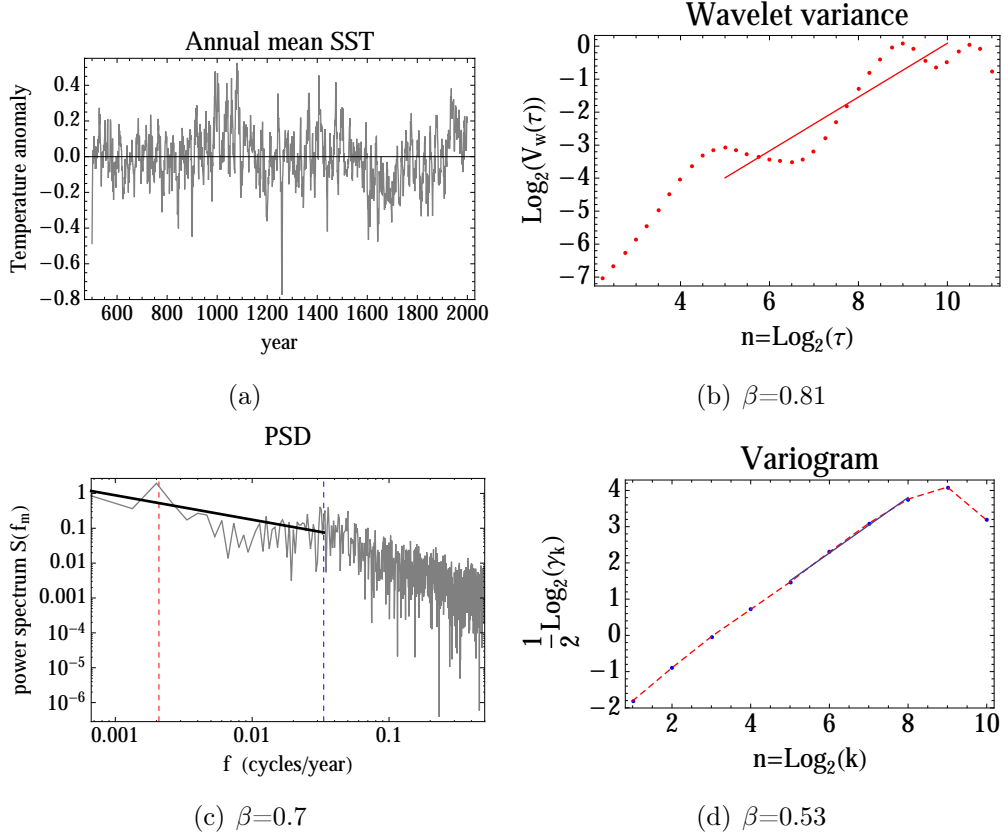 Annual mean SST
Temperature anomaly
0.4
0.2
0.0
−0.2
−0.4
−0.6
−0.8
600 800 1000 1200 1400 1600 1800 2000
year
(a)
Wavelet variance
Log2(Vw(τ))
0
−1
−2
−3
−4
−5
−6
−7
4 6 8 10
n=Log2(τ)
(b) β=0.81
PSD
power spectrum S(fm)
1
0.1
0.01
0.001
10−4
10−5
10−6
0.001 0.01 0.1
f (cycles/year)
(c) β=0.7
Variogram
1/2 Log2(γk)
4
3
2
1
0
−1
−2
2 4 6 8 10
n=Log2(k)
(d) β=0.53